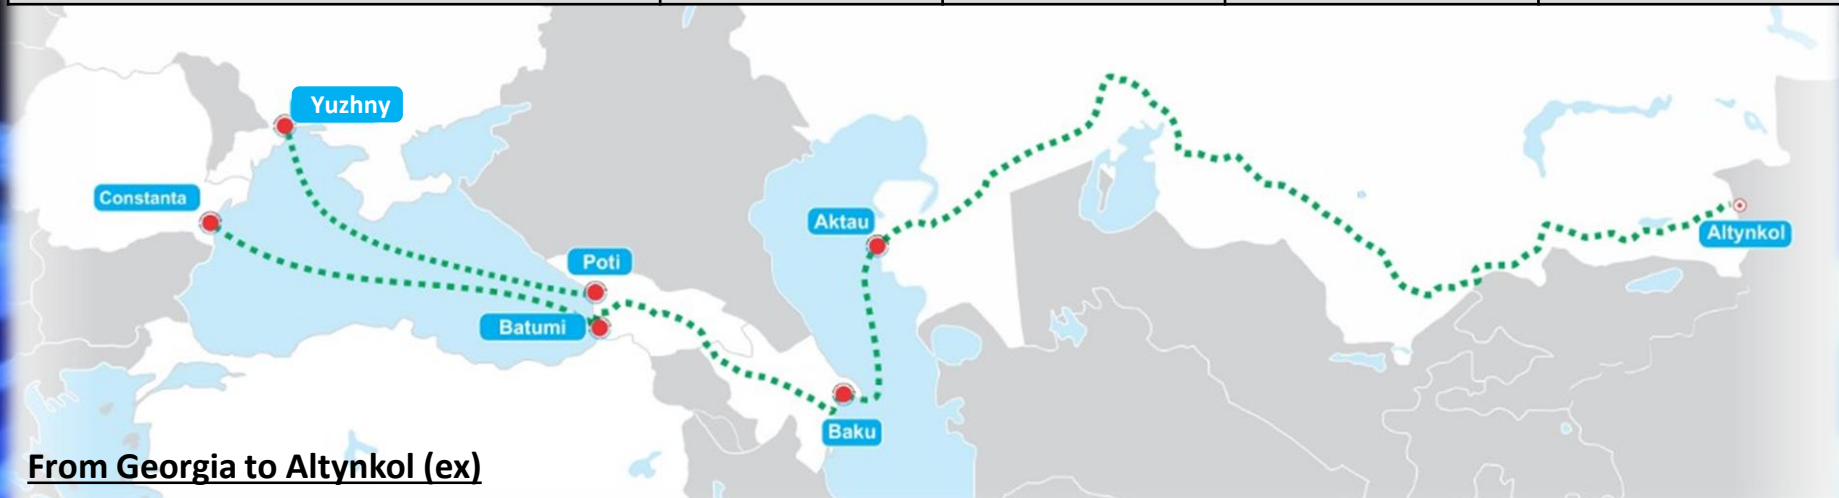 Yuzhny
Constanta
Aktau
Altynkol
Poti
Batumi
Baku
From Georgia to Altynkol (ex)